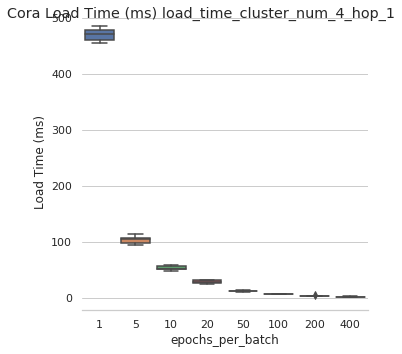 Cora Load Time (ms) load_time_cluster_num_4_hop_1
500
400
300
200
100
0
Load Time (ms)
1 5 10 20 50 100 200 400
epochs_per_batch